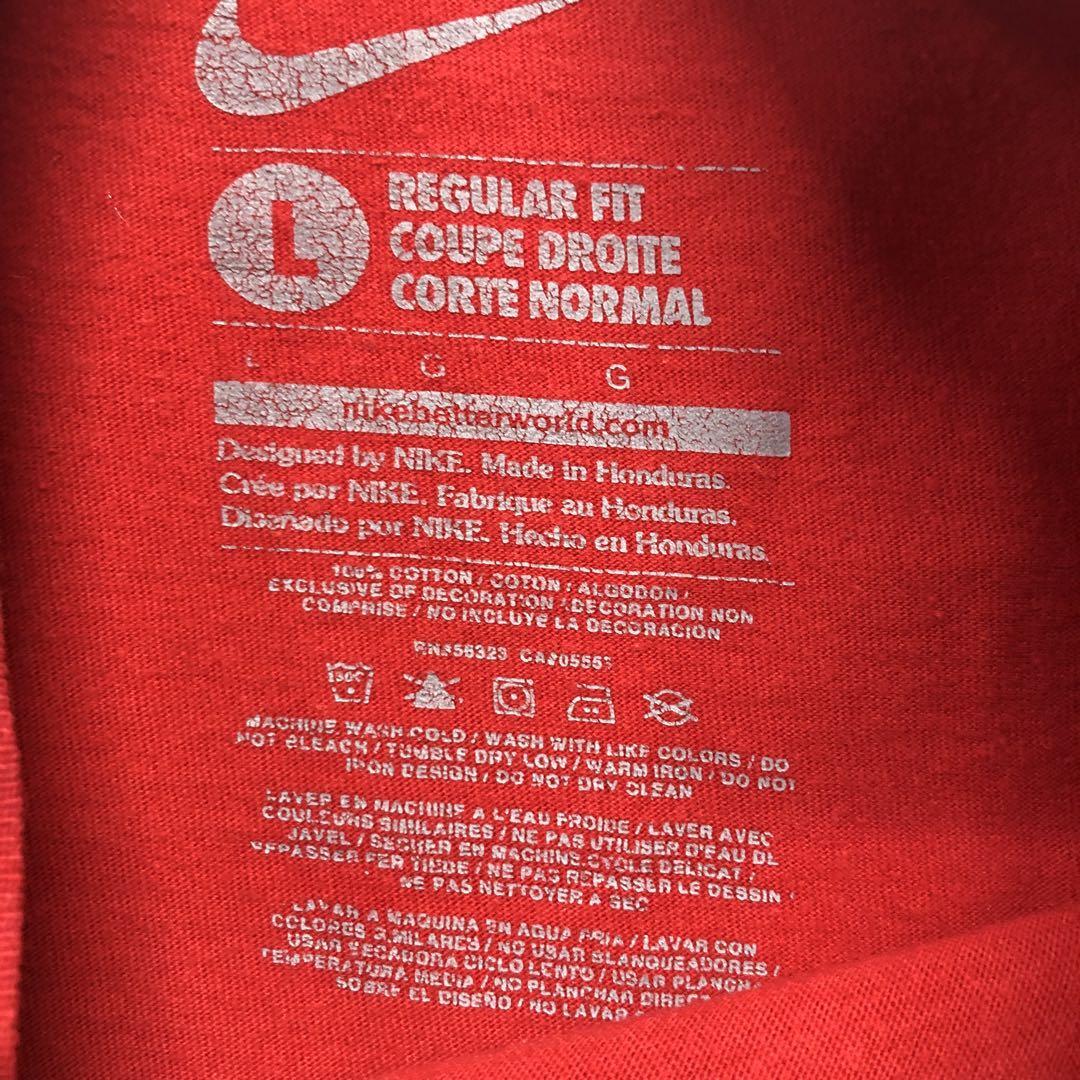 L
REGULAR FIT
COUPE DROITE
CORTE NORMAL
L G G
nikebetterworld.com
Designed by NIKE. Made in Honduras.
Crée par NIKE. Fabrique au Honduras.
Diseñado por NIKE. Hecho en Honduras.
100% COTTON / COTON / ALGODON /
EXCLUSIVE OF DECORATION / DECORATION NON
COMPRISE / NO INCLUYE LA DECORACION
30C
MACHINE WASH COLD / WASH WITH LIKE COLORS / DO
NOT BLEACH / TUMBLE DRY LOW / WARM IRON / DO NOT
IRON DESIGN / DO NOT DRY CLEAN
LAVER EN MACHINE A L'EAU FROIDE / LAVER AVEC
COULEURS SIMILAIRES / NE PAS UTILISER D'EAU DE
JAVEL / SECHER EN MACHINE CYCLE DELICAT /
REPASSER FER TIEDE / NE PAS REPASSER LE DESSIN /
NE PAS NETTOYER A SEC
LAVAR A MAQUINA EN AGUA FRIA / LAVAR CON
COLORES SIMILARES / NO USAR BLANQUEADORES /
USAR SECADORA CICLO LENTO / USAR PLANCHA
TEMPERATURA MEDIA / NO PLANCHAR
SOBRE EL DISEÑO / NO LAVAR